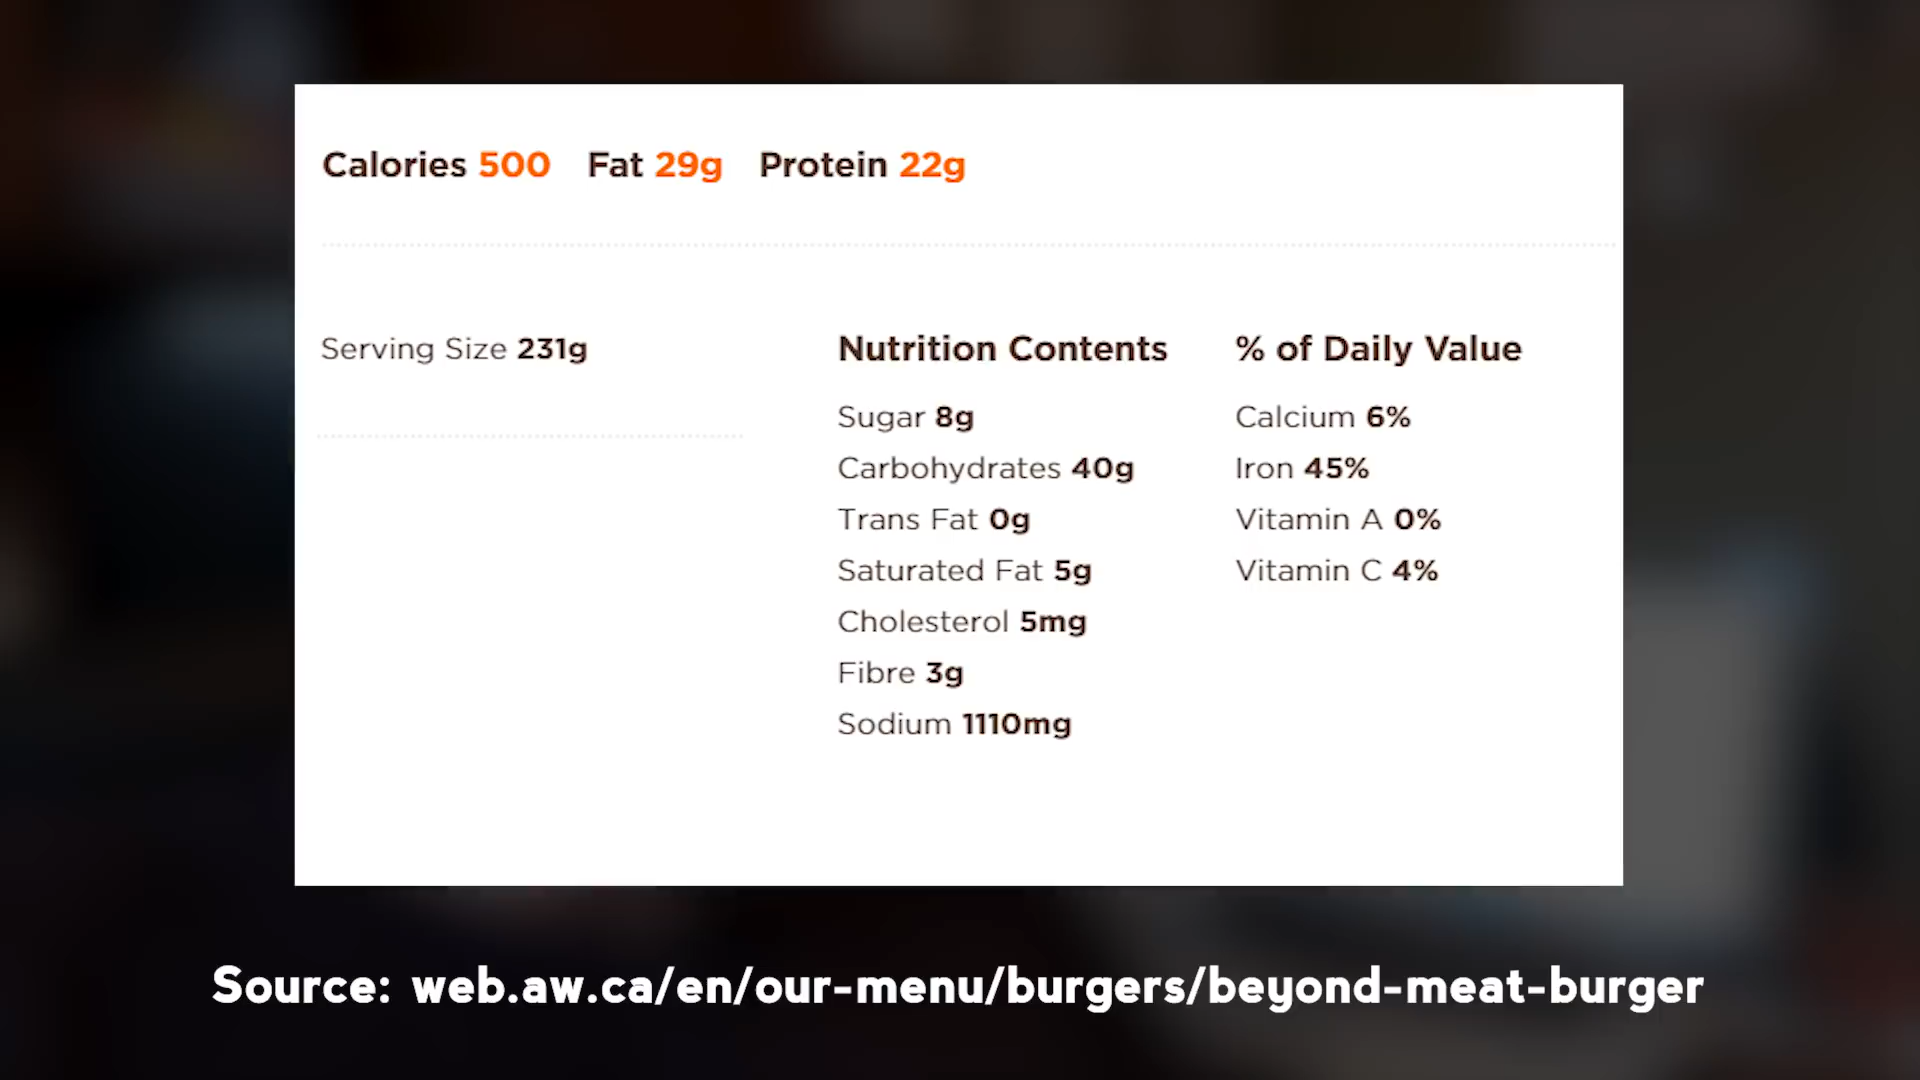 Calories 500 Fat 29g Protein 22g
Serving Size 231g
Nutrition Contents
Sugar 8g
Carbohydrates 40g
Trans Fat 0g
Saturated Fat 5g
Cholesterol 5mg
Fibre 3g
Sodium 1110mg
% of Daily Value
Calcium 6%
Iron 45%
Vitamin A 0%
Vitamin C 4%
Source: web.aw.ca/en/our-menu/burgers/beyond-meat-burger